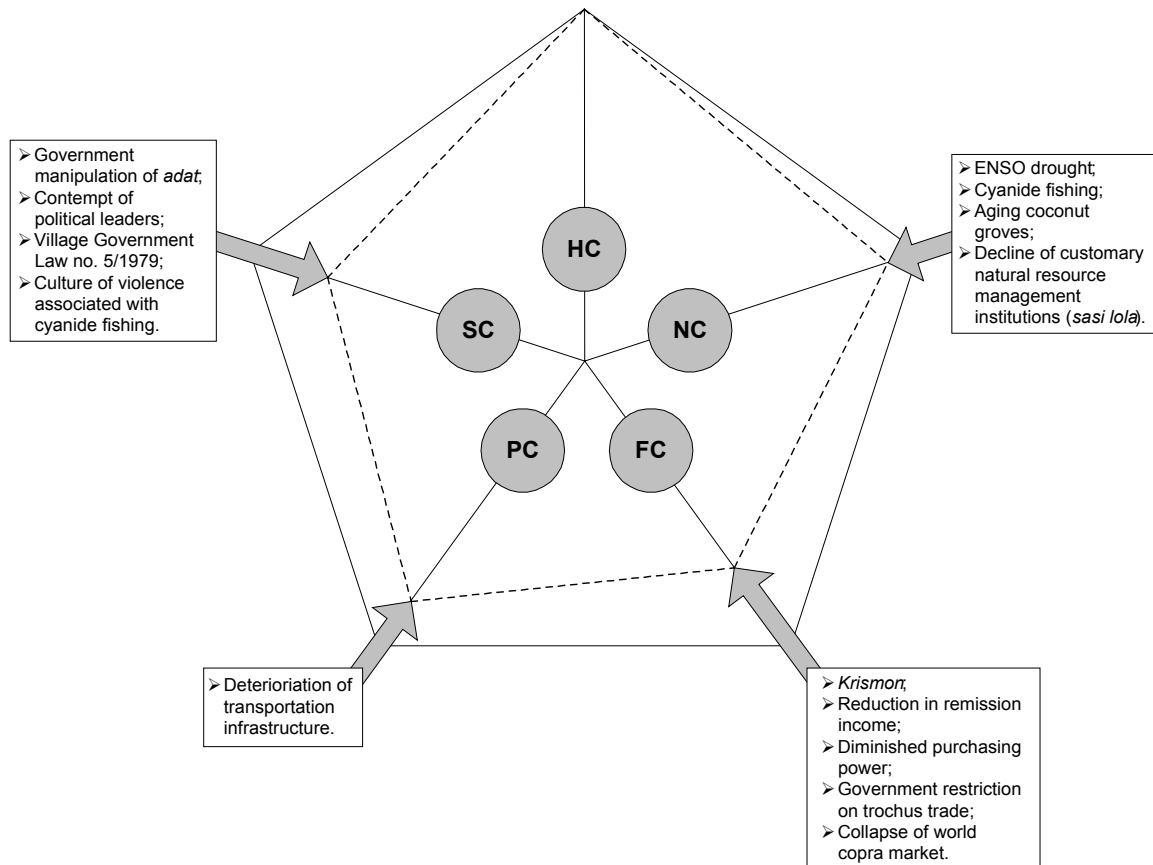 ➢ Government
manipulation of adat;
➢ Contempt of
political leaders;
➢ Village Government
Law no. 5/1979;
➢ Culture of violence
associated with
cyanide fishing.
➢ ENSO drought;
➢ Cyanide fishing;
➢ Aging coconut
groves;
➢ Decline of customary
natural resource
management
institutions (sasi lola).
HC
SC
NC
PC
FC
➢ Deterioriation of
transportation
infrastructure.
➢ Krismon;
➢ Reduction in remission
income;
➢ Diminished purchasing
power;
➢ Government restriction
on trochus trade;
➢ Collapse of world
copra market.